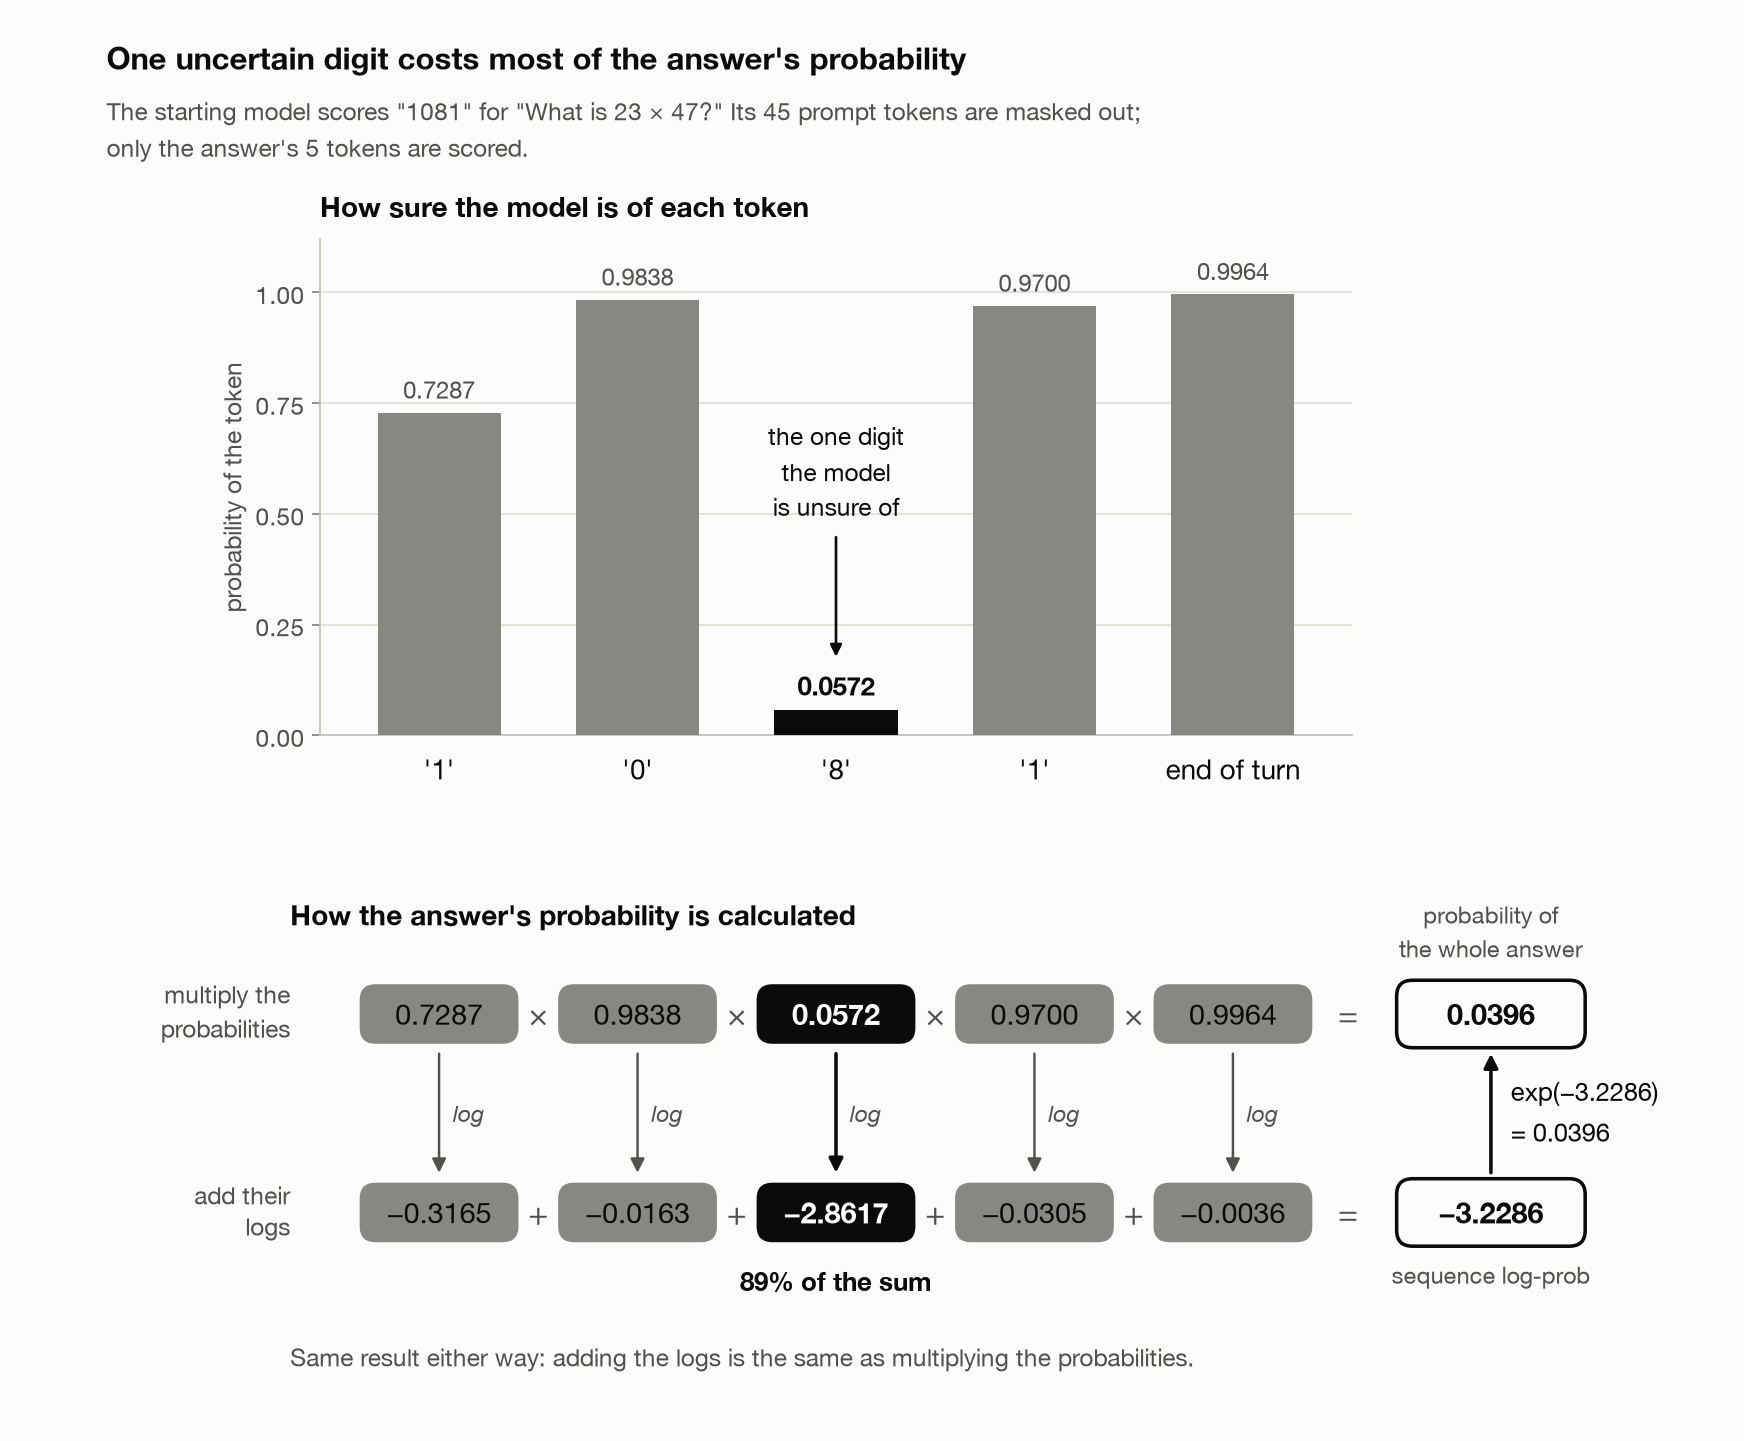 One uncertain digit costs most of the answer's probability
The starting model scores "1081" for "What is 23 × 47?" Its 45 prompt tokens are masked out;
only the answer's 5 tokens are scored.
How sure the model is of each token
probability of the token
1.00
0.75
0.50
0.25
0.00
0.7287
0.9838
the one digit
the model
is unsure of
0.0572
0.9700
0.9964
'1' '0' '8' '1' end of turn
How the answer's probability is calculated
probability of
the whole answer
multiply the
probabilities
0.7287 × 0.9838 × 0.0572 × 0.9700 × 0.9964 = 0.0396
log log log log log
exp(−3.2286)
= 0.0396
add their
logs
−0.3165 + −0.0163 + −2.8617 + −0.0305 + −0.0036 = −3.2286
89% of the sum
sequence log-prob
Same result either way: adding the logs is the same as multiplying the probabilities.